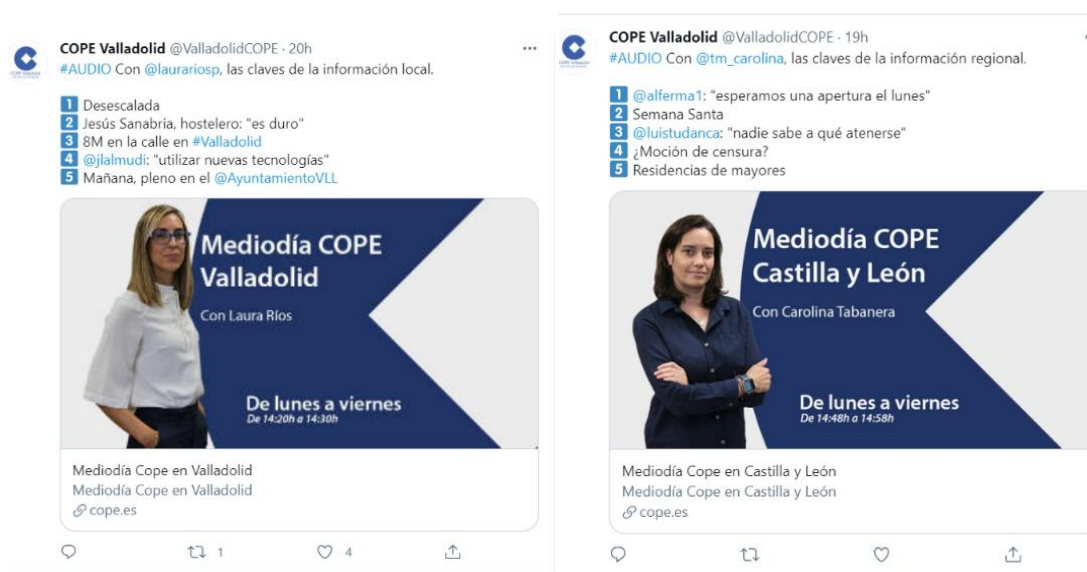 COPE Valladolid @ValladolidCOPE · 20h
#AUDIO Con @laurariosp, las claves de la información local.
1 Desescalada
2 Jesús Sanabria, hostelero: "es duro"
3 8M en la calle en #Valladolid
4 @jlalmudi: "utilizar nuevas tecnologías"
5 Mañana, pleno en el @AyuntamientoVLL
Mediodía COPE
Valladolid
Con Laura Ríos
De lunes a viernes
De 14:20h a 14:30h
Mediodía Cope en Valladolid
Mediodía Cope en Valladolid
cope.es
1 4
COPE Valladolid @ValladolidCOPE · 19h
#AUDIO Con @tm_carolina, las claves de la información regional.
1 @alferma1: "esperamos una apertura el lunes"
2 Semana Santa
3 @luistudanca: "nadie sabe a qué atenerse"
4 ¿Moción de censura?
5 Residencias de mayores
Mediodía COPE
Castilla y León
Con Carolina Tabanera
De lunes a viernes
De 14:48h a 14:58h
Mediodía Cope en Castilla y León
Mediodía Cope en Castilla y León
cope.es